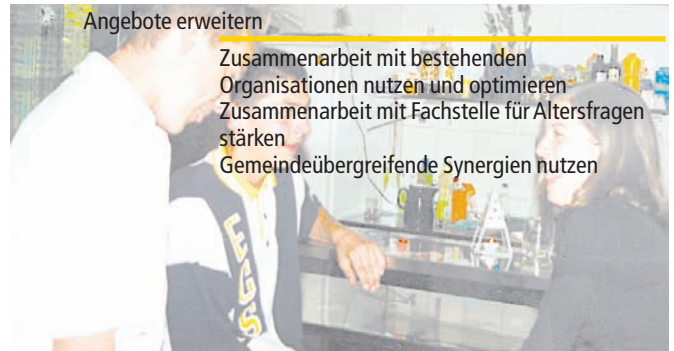 Angebote erweitern
Zusammenarbeit mit bestehenden
Organisationen nutzen und optimieren
Zusammenarbeit mit Fachstelle für Altersfragen
stärken
Gemeindeübergreifende Synergien nutzen